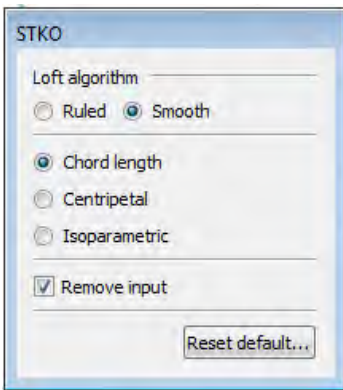 STKO
Loft algorithm
Ruled Smooth
Chord length
Centripetal
Isoparametric
Remove input
Reset default...